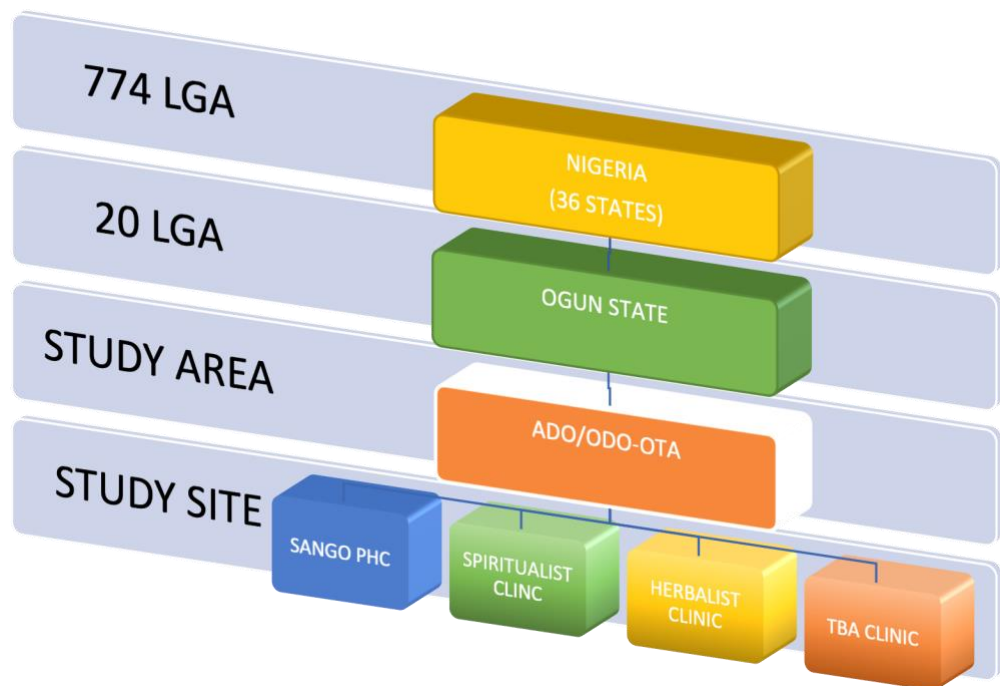 774 LGA
NIGERIA
(36 STATES)
20 LGA
OGUN STATE
STUDY AREA
ADO/ODO-OTA
STUDY SITE
SANGO PHC
SPIRITUALIST
CLINC
HERBALIST
CLINIC
TBA CLINIC